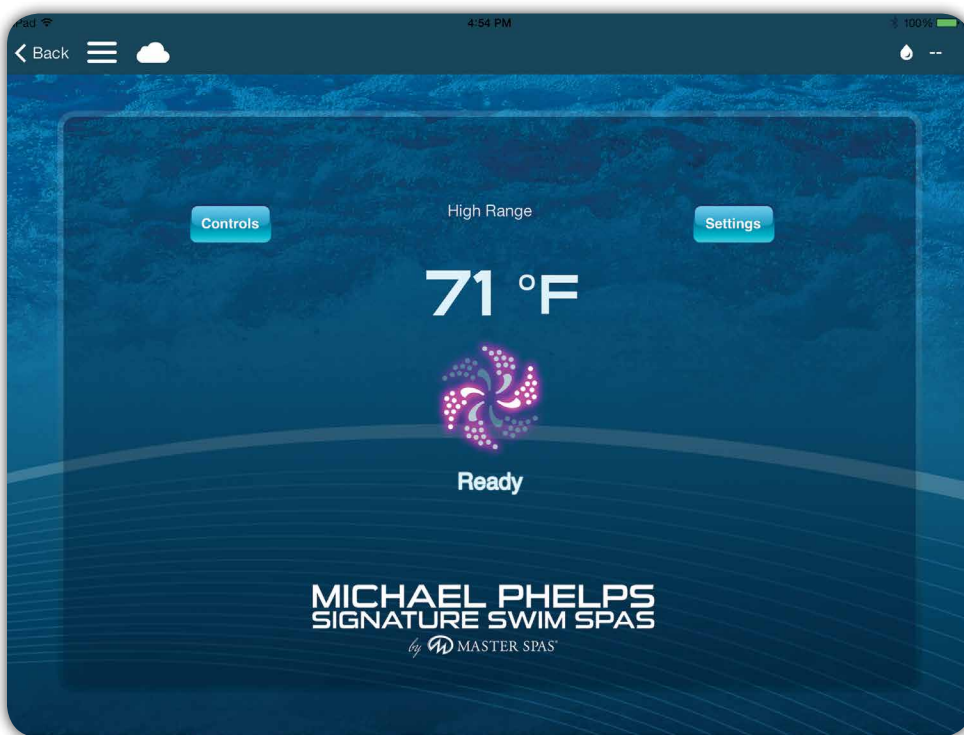 iPad 4:54 PM 100%
Back --
High Range
Controls Settings
71 °F
Ready
MICHAEL PHELPS
SIGNATURE SWIM SPAS
by MASTER SPAS®